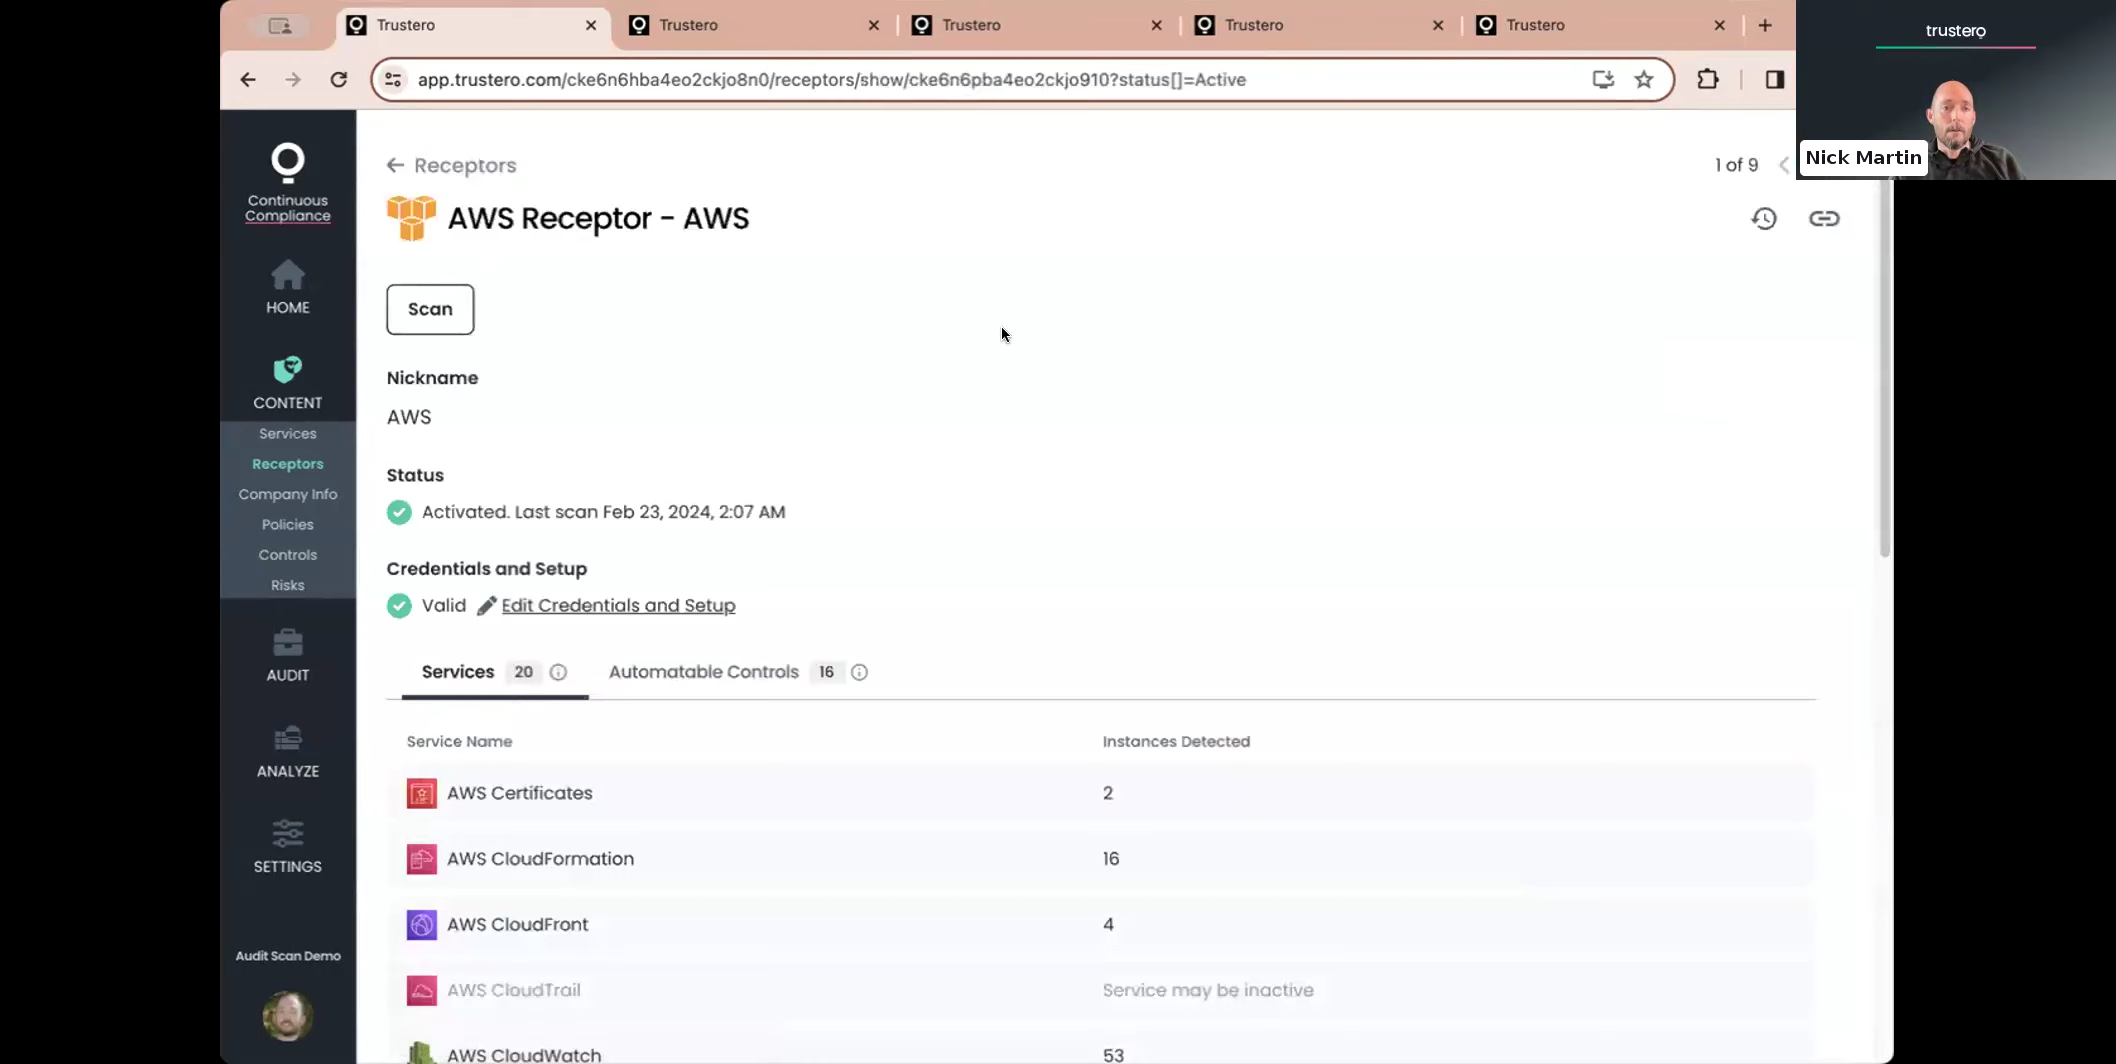 Trustero
Trustero
Trustero
Trustero
Trustero
app.trustero.com/cke6n6hba4eo2ckjo8n0/receptors/show/cke6n6pba4eo2ckjo910?status[]=Active
trustero
Nick Martin
Continuous
Compliance
HOME
CONTENT
Services
Receptors
Company Info
Policies
Controls
Risks
AUDIT
ANALYZE
SETTINGS
Audit Scan Demo
Receptors
1 of 9
AWS Receptor - AWS
Scan
Nickname
AWS
Status
Activated. Last scan Feb 23, 2024, 2:07 AM
Credentials and Setup
Valid Edit Credentials and Setup
Services 20 Automatable Controls 16
Service Name Instances Detected
AWS Certificates 2
AWS CloudFormation 16
AWS CloudFront 4
AWS CloudTrail Service may be inactive
AWS CloudWatch 53